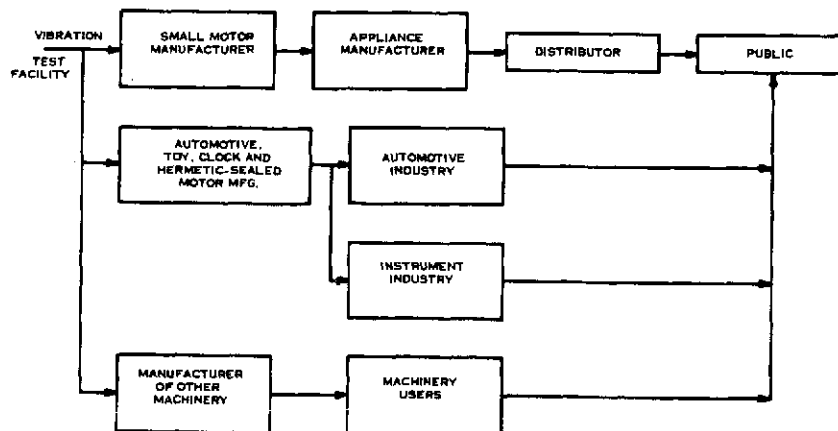 VIBRATION
TEST
FACILITY
SMALL MOTOR
MANUFACTURER
APPLIANCE
MANUFACTURER
DISTRIBUTOR
PUBLIC
AUTOMOTIVE,
TOY, CLOCK AND
HERMETIC-SEALED
MOTOR MFG.
AUTOMOTIVE
INDUSTRY
INSTRUMENT
INDUSTRY
MANUFACTURER
OF OTHER
MACHINERY
MACHINERY
USERS